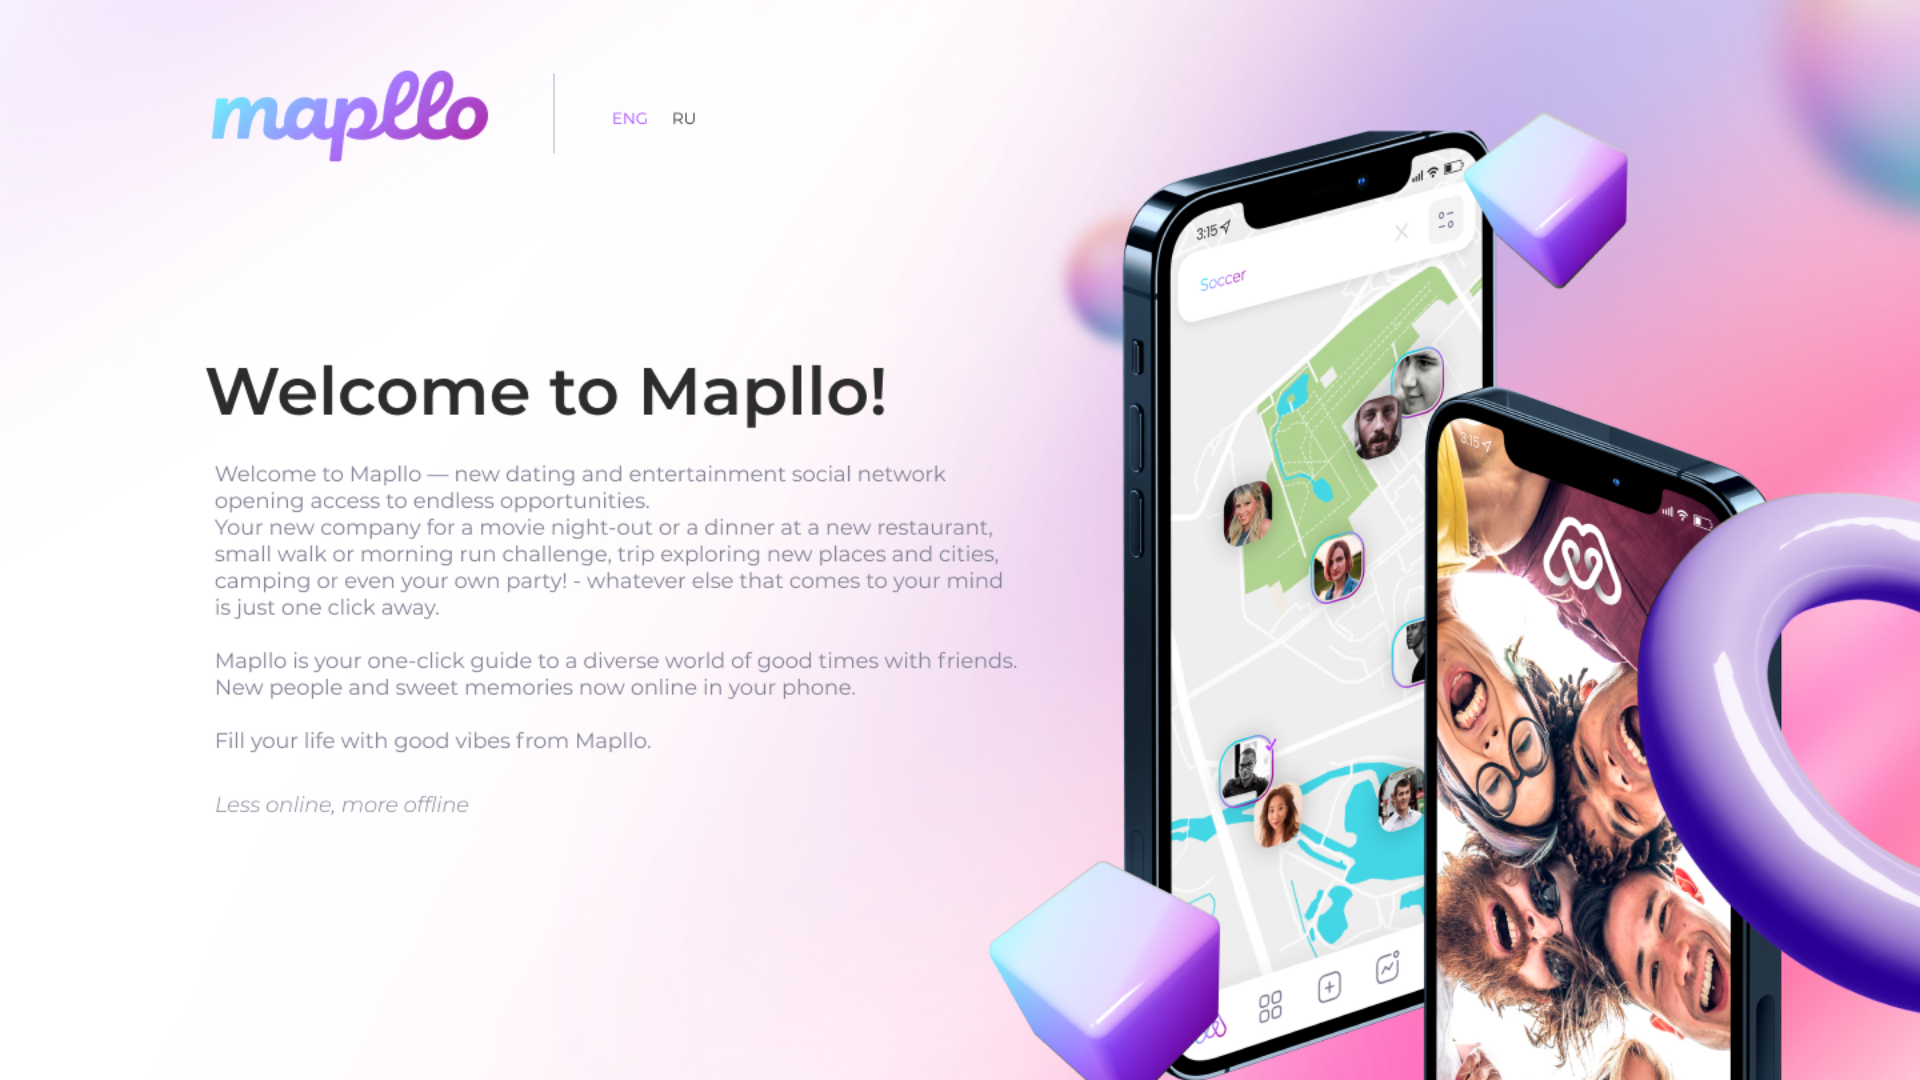 mapllo
ENG RU
Welcome to Mapllo!
Welcome to Mapllo — new dating and entertainment social network
opening access to endless opportunities.
Your new company for a movie night-out or a dinner at a new restaurant,
small walk or morning run challenge, trip exploring new places and cities,
camping or even your own party! - whatever else that comes to your mind
is just one click away.
Mapllo is your one-click guide to a diverse world of good times with friends.
New people and sweet memories now online in your phone.
Fill your life with good vibes from Mapllo.
Less online, more offline
3:15
Soccer
3:15